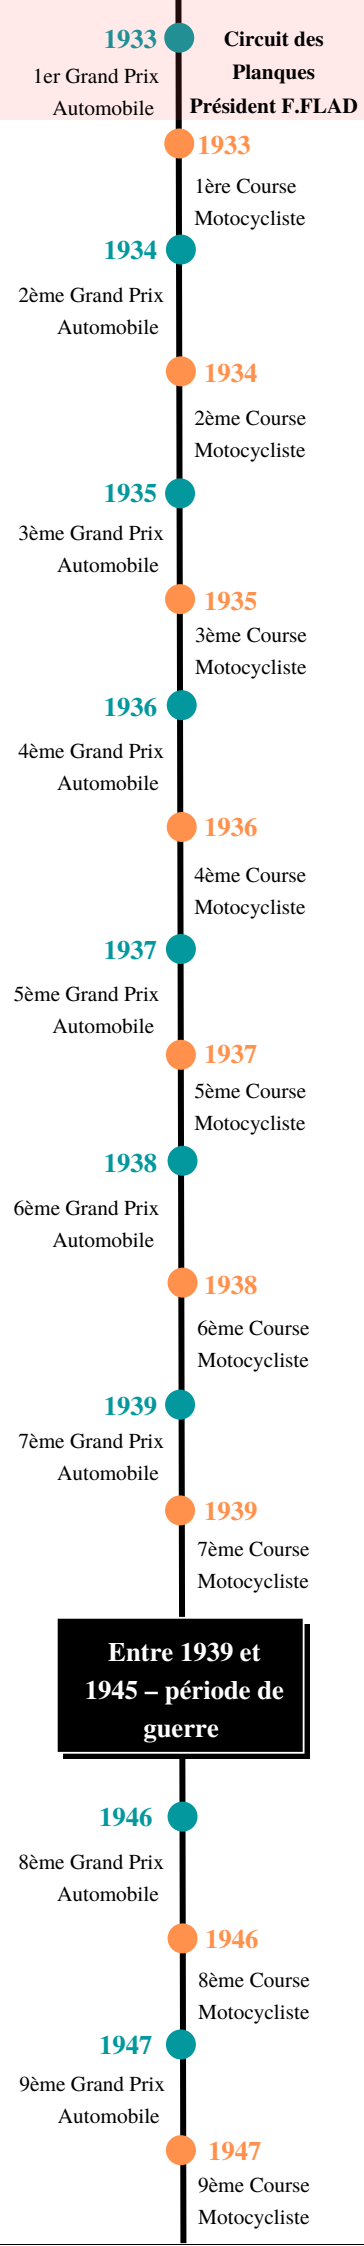 1933
1er Grand Prix
Automobile
Circuit des
Planques
Président F.FLAD
1933
1ère Course
Motocycliste
1934
2ème Grand Prix
Automobile
1934
2ème Course
Motocycliste
1935
3ème Grand Prix
Automobile
1935
3ème Course
Motocycliste
1936
4ème Grand Prix
Automobile
1936
4ème Course
Motocycliste
1937
5ème Grand Prix
Automobile
1937
5ème Course
Motocycliste
1938
6ème Grand Prix
Automobile
1938
6ème Course
Motocycliste
1939
7ème Grand Prix
Automobile
1939
7ème Course
Motocycliste
Entre 1939 et
1945 – période de
guerre
1946
8ème Grand Prix
Automobile
1946
8ème Course
Motocycliste
1947
9ème Grand Prix
Automobile
1947
9ème Course
Motocycliste